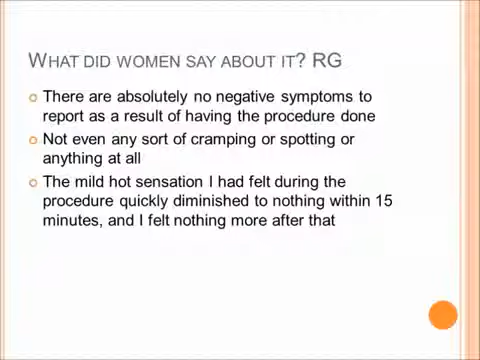 WHAT DID WOMEN SAY ABOUT IT? RG
There are absolutely no negative symptoms to
report as a result of having the procedure done
Not even any sort of cramping or spotting or
anything at all
The mild hot sensation I had felt during the
procedure quickly diminished to nothing within 15
minutes, and I felt nothing more after that